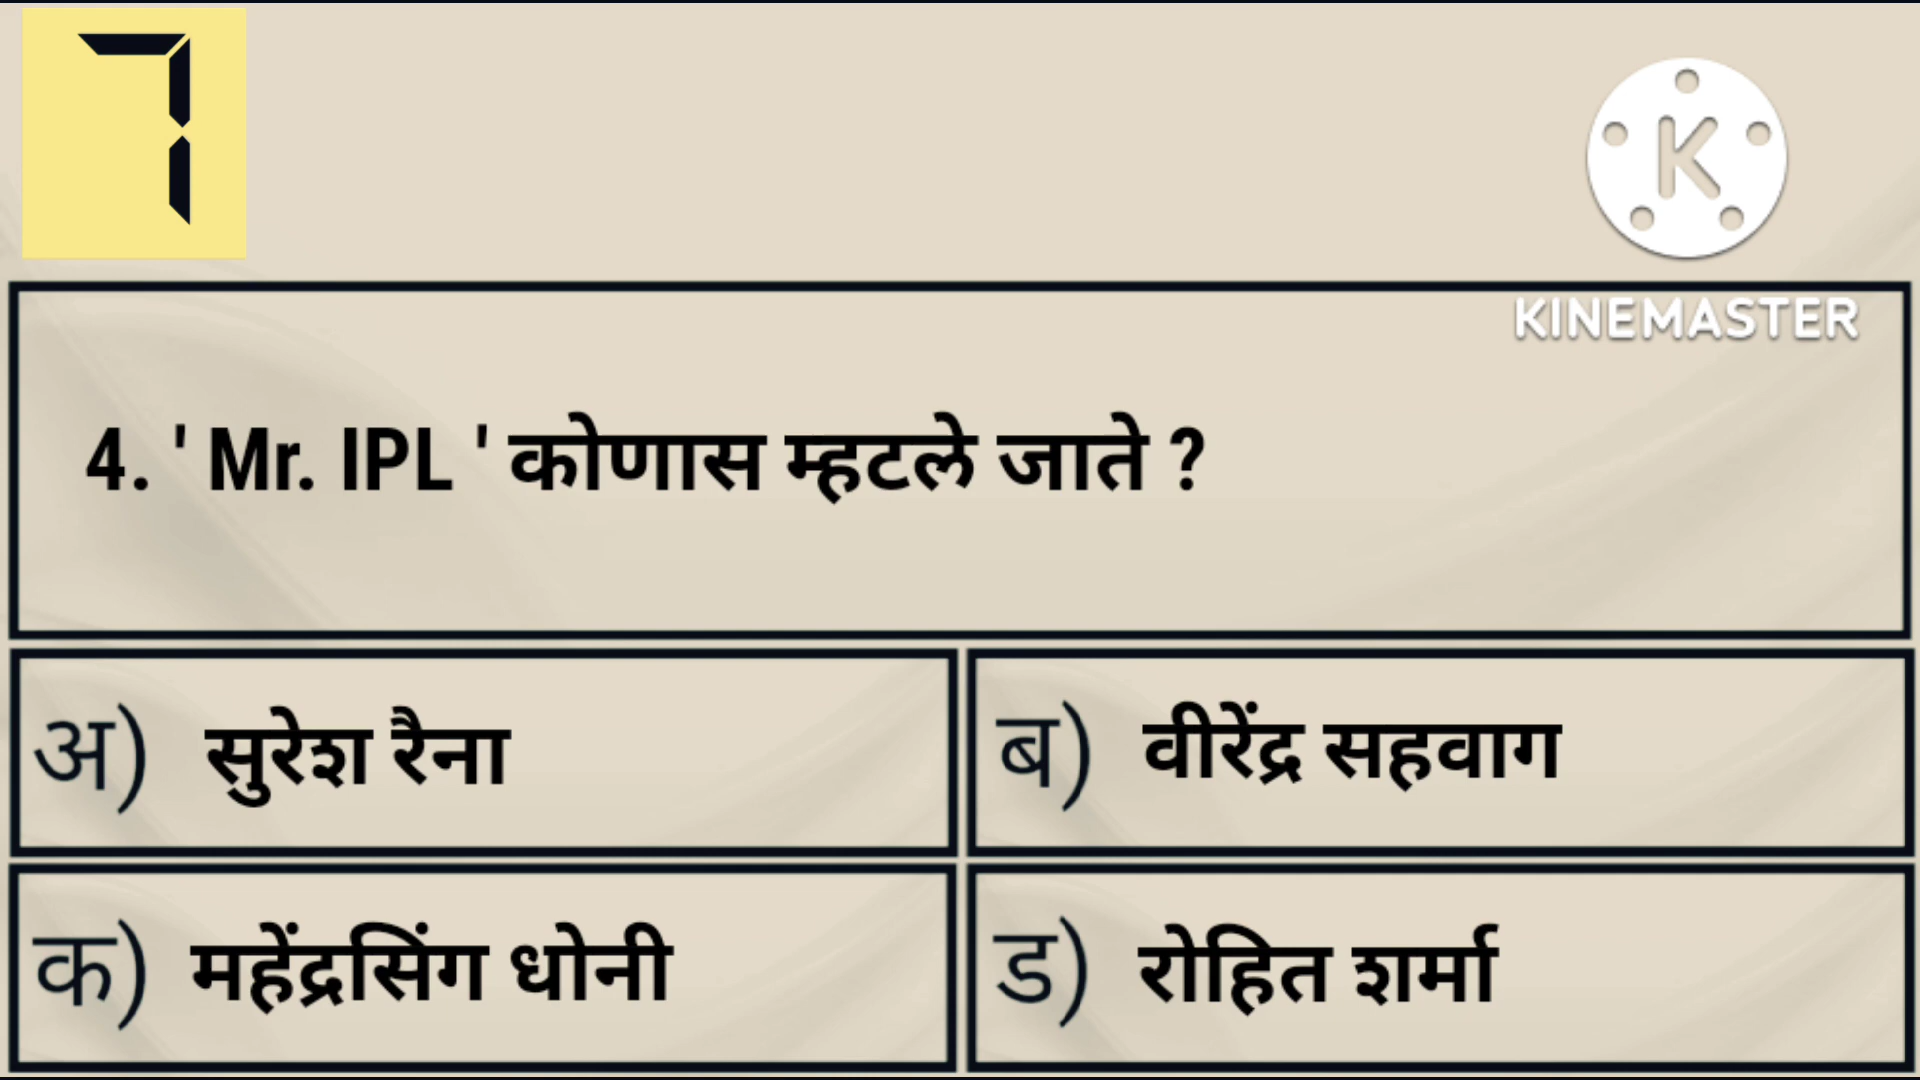 7
K
KINEMASTER
4. ' Mr. IPL ' कोणास म्हटले जाते ?
अ) सुरेश रैना
ब) वीरेंद्र सहवाग
क) महेंद्रसिंग धोनी
ड) रोहित शर्मा